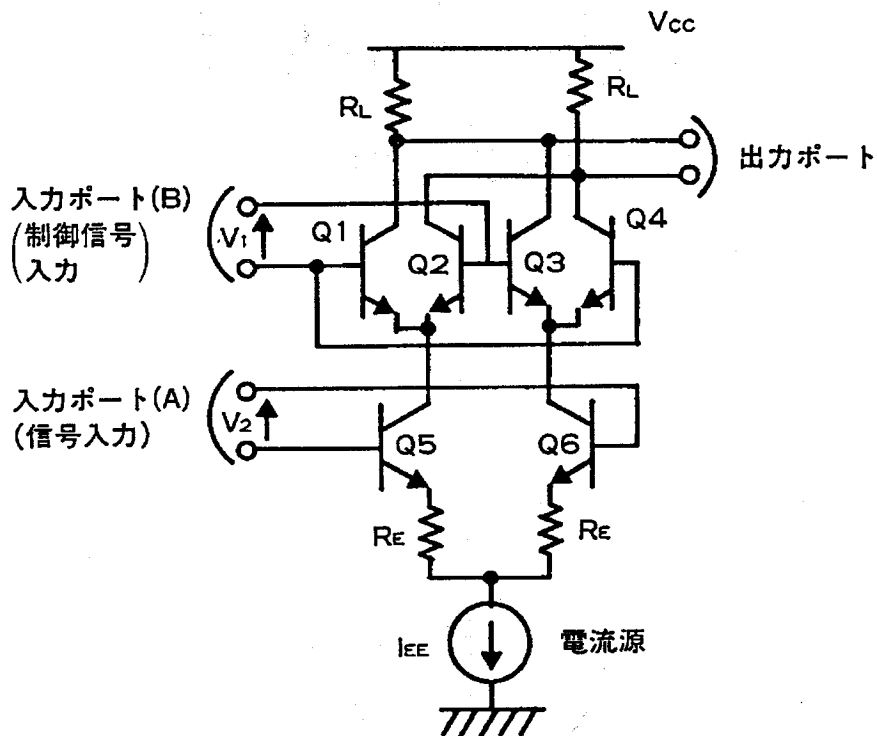 Vcc
RL
RL
出力ポート
入力ポート(B)
(制御信号
入力)
V1
Q1
Q2
Q3
Q4
入力ポート(A)
(信号入力)
V2
Q5
Q6
RE
RE
IEE
電流源